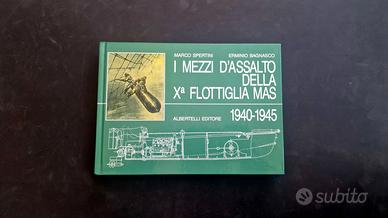 MARCO SPERTINI ERMINIO BAGNASCO
I MEZZI D'ASSALTO
DELLA
Xª FLOTTIGLIA MAS
ALBERTELLI EDITORE 1940-1945
subito